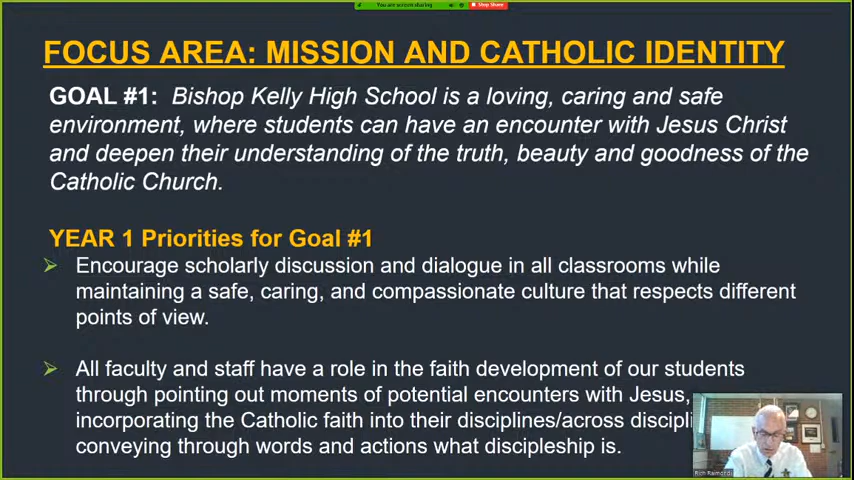 You are screen sharing
Stop Share
FOCUS AREA: MISSION AND CATHOLIC IDENTITY
GOAL #1: Bishop Kelly High School is a loving, caring and safe
environment, where students can have an encounter with Jesus Christ
and deepen their understanding of the truth, beauty and goodness of the
Catholic Church.
YEAR 1 Priorities for Goal #1
Encourage scholarly discussion and dialogue in all classrooms while
maintaining a safe, caring, and compassionate culture that respects different
points of view.
All faculty and staff have a role in the faith development of our students
through pointing out moments of potential encounters with Jesus,
incorporating the Catholic faith into their disciplines/across discipli
conveying through words and actions what discipleship is.
Rich Raimondi